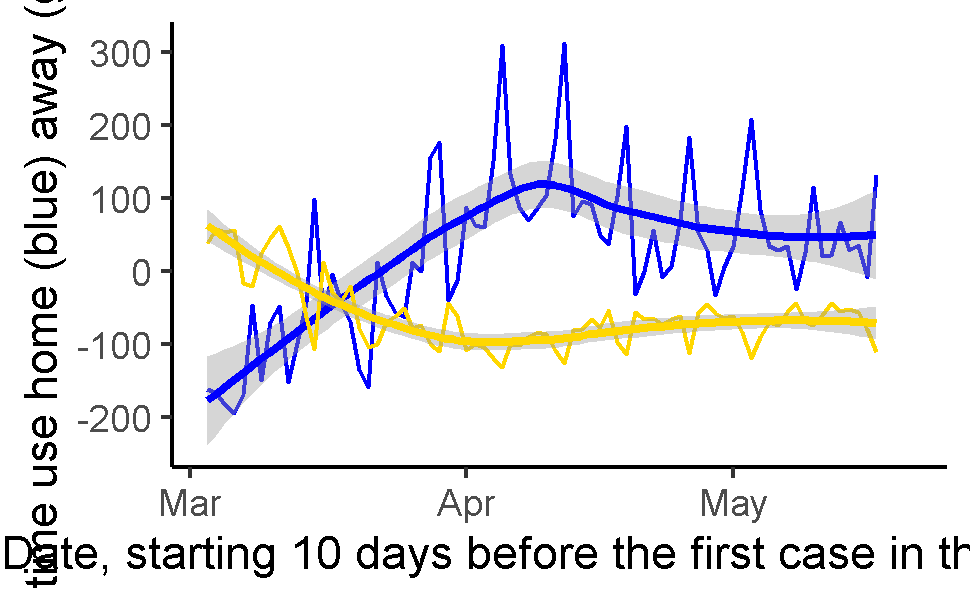 time use home (blue) away (
300
200
100
0
-100
-200
Mar Apr May
Date, starting 10 days before the first case in th